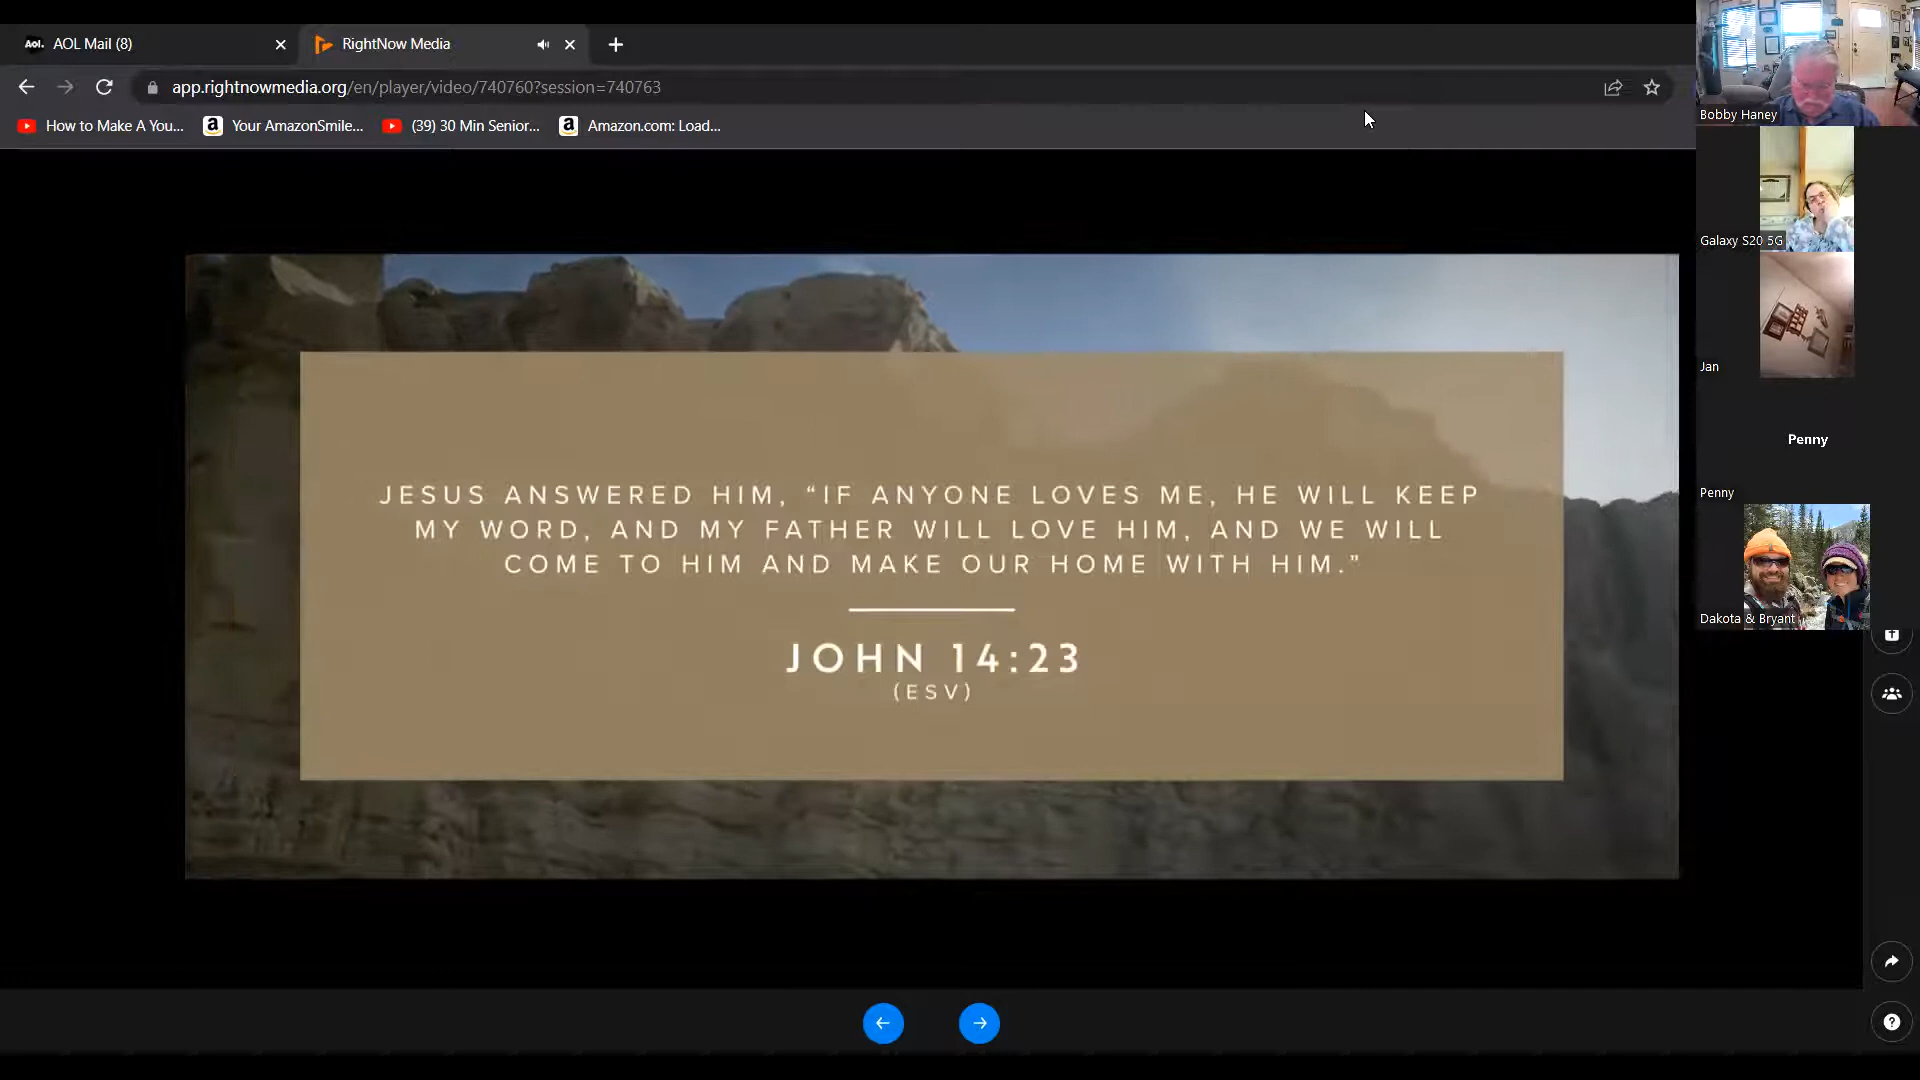 Aol. AOL Mail (8)
RightNow Media
app.rightnowmedia.org/en/player/video/740760?session=740763
How to Make A You...
a Your AmazonSmile...
(39) 30 Min Senior...
a Amazon.com: Load...
Bobby Haney
Galaxy S20 5G
Jan
Penny
Penny
Dakota & Bryant
JESUS ANSWERED HIM, “IF ANYONE LOVES ME, HE WILL KEEP
MY WORD, AND MY FATHER WILL LOVE HIM, AND WE WILL
COME TO HIM AND MAKE OUR HOME WITH HIM.”
JOHN 14:23
(ESV)